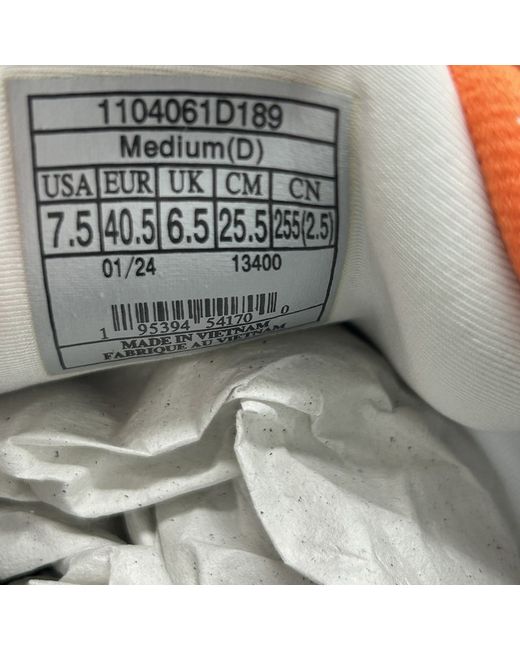 1104061D189
Medium(D)
USA EUR UK CM CN
7.5 40.5 6.5 25.5 255(2.5)
01/24 13400
1 95394 54170 0
MADE IN VIETNAM
FABRIQUE AU VIETNAM